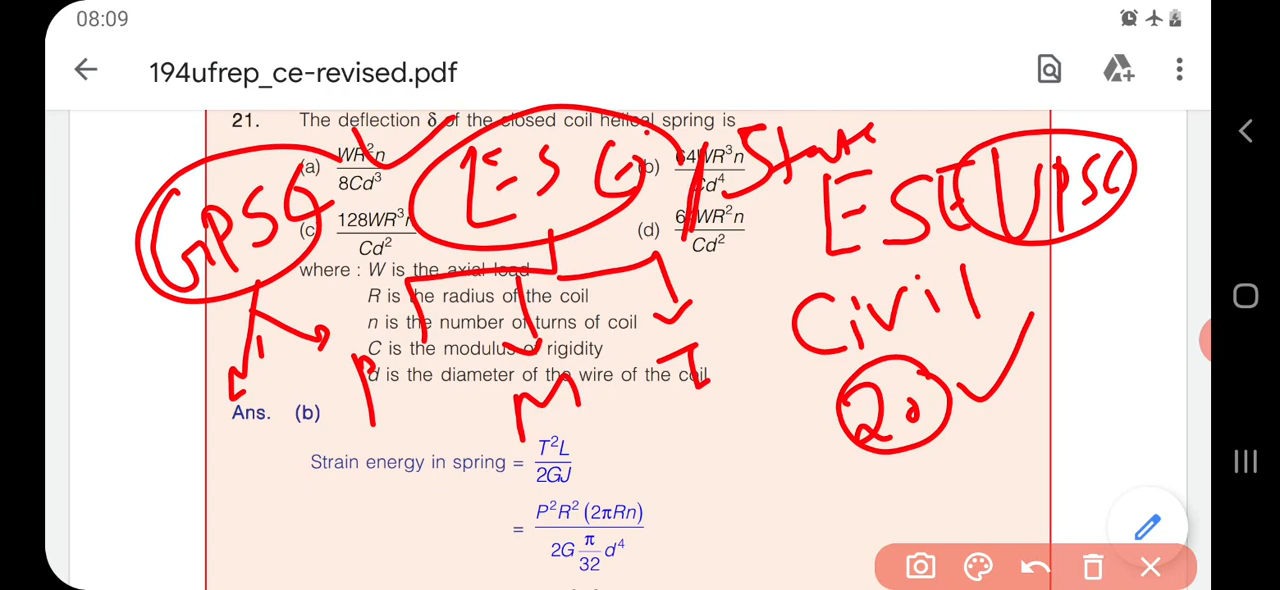 08:09
194ufrep_ce-revised.pdf
21. The deflection δ of the closed coil helical spring is
(a) WR²n / 8Cd³ (b) 64WR³n / Cd⁴
(c) 128WR³n / Cd² (d) 64WR²n / Cd²
where : W is the axial load
R is the radius of the coil
n is the number of turns of coil
C is the modulus of rigidity
d is the diameter of the wire of the coil
Ans. (b)
Strain energy in spring = T²L / 2GJ
= P²R² (2πRn) / 2G π/32 d⁴
GPSC
ESE
State
ESE UPSC
Civil
P M I